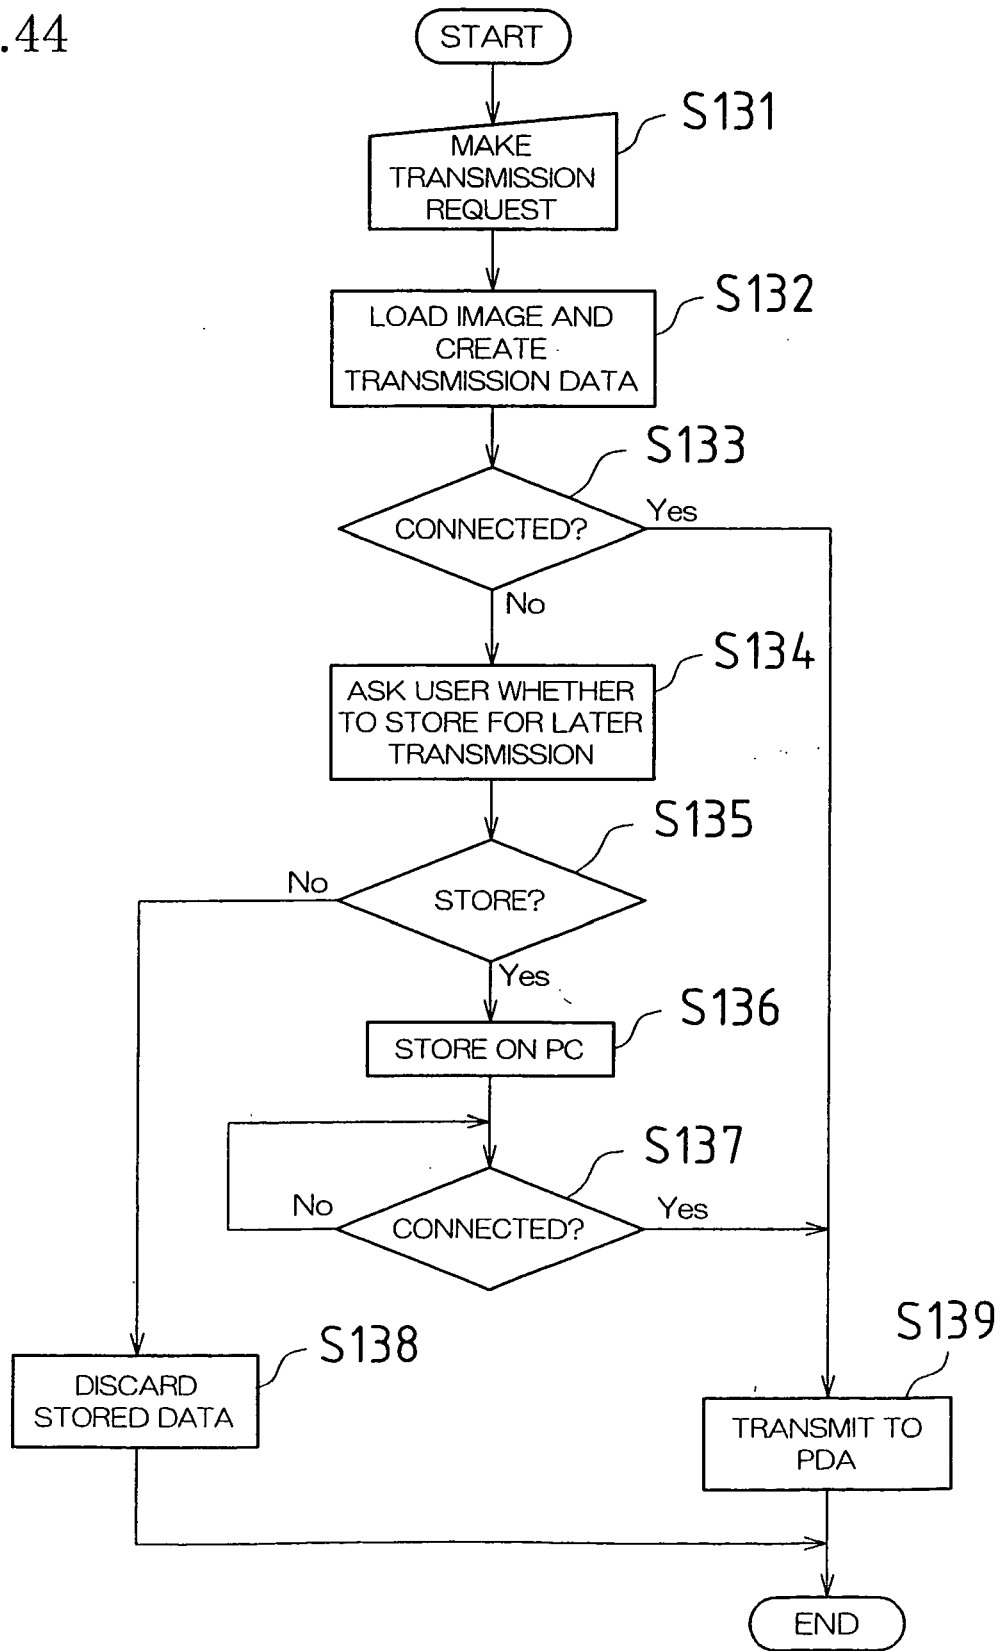 .44
START
S131
MAKE
TRANSMISSION
REQUEST
S132
LOAD IMAGE AND
CREATE
TRANSMISSION DATA
S133
CONNECTED?
Yes
No
S134
ASK USER WHETHER
TO STORE FOR LATER
TRANSMISSION
S135
No
STORE?
Yes
S136
STORE ON PC
S137
No
CONNECTED?
Yes
S138
DISCARD
STORED DATA
S139
TRANSMIT TO
PDA
END